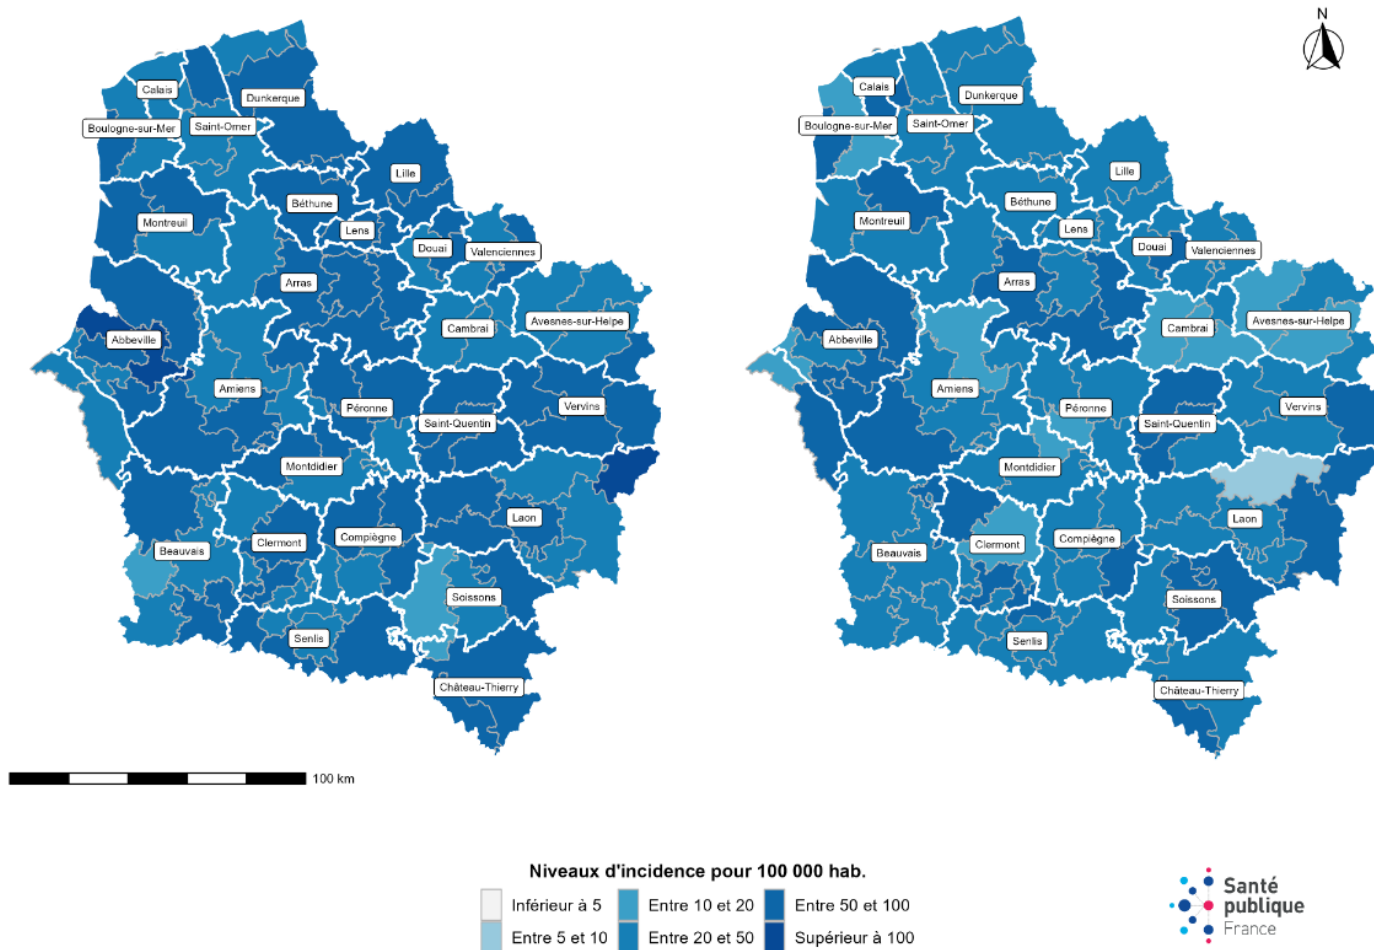 N
Calais
Dunkerque
Boulogne-sur-Mer
Saint-Omer
Lille
Béthune
Montreuil
Lens
Douai
Valenciennes
Arras
Cambrai
Avesnes-sur-Helpe
Abbeville
Amiens
Péronne
Vervins
Saint-Quentin
Montdidier
Laon
Beauvais
Clermont
Compiègne
Soissons
Senlis
Château-Thierry
Calais
Dunkerque
Boulogne-sur-Mer
Saint-Omer
Lille
Béthune
Montreuil
Lens
Douai
Valenciennes
Arras
Cambrai
Avesnes-sur-Helpe
Abbeville
Amiens
Péronne
Vervins
Saint-Quentin
Montdidier
Laon
Beauvais
Clermont
Compiègne
Soissons
Senlis
Château-Thierry
100 km
Niveaux d'incidence pour 100 000 hab.
Inférieur à 5
Entre 10 et 20
Entre 50 et 100
Entre 5 et 10
Entre 20 et 50
Supérieur à 100
Santé
publique
France